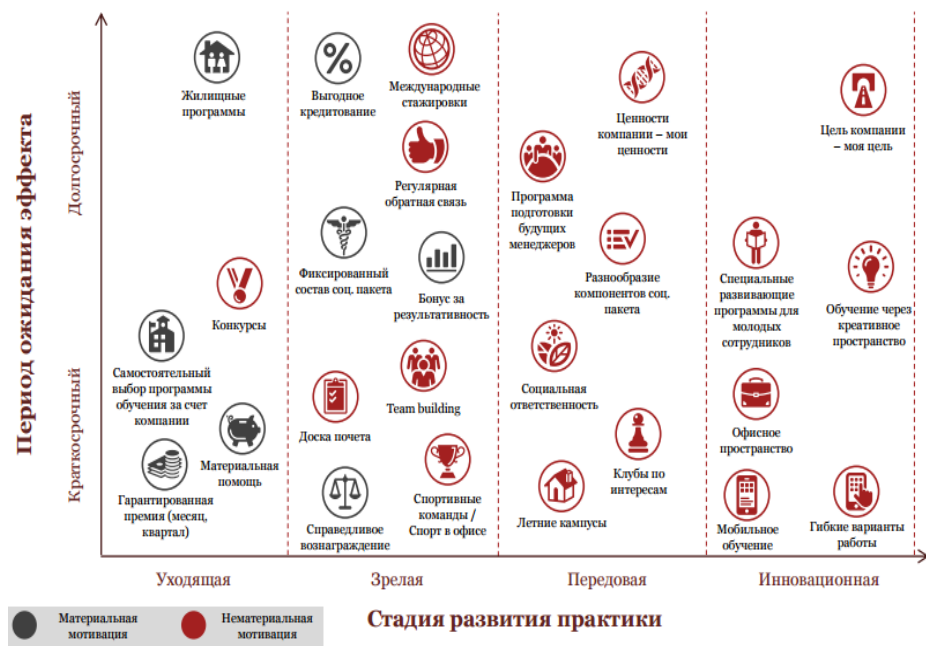 Период ожидания эффекта
Долгосрочный
Краткосрочный
Жилищные
программы
Конкурсы
Самостоятельный
выбор программы
обучения за счет
компании
Материальная
помощь
Гарантированная
премия (месяц,
квартал)
%
Выгодное
кредитование
Международные
стажировки
Регулярная
обратная связь
Фиксированный
состав соц. пакета
Бонус за
результативность
Team building
Доска почета
Справедливое
вознаграждение
Спортивные
команды /
Спорт в офисе
Ценности
компании – мои
ценности
Программа
подготовки
будущих
менеджеров
Разнообразие
компонентов соц.
пакета
Социальная
ответственность
Клубы по
интересам
Летние кампусы
Цель компании
– моя цель
Специальные
развивающие
программы для
молодых
сотрудников
Обучение через
креативное
пространство
Офисное
пространство
Мобильное
обучение
Гибкие варианты
работы
Уходящая
Зрелая
Передовая
Инновационная
Материальная
мотивация
Нематериальная
мотивация
Стадия развития практики